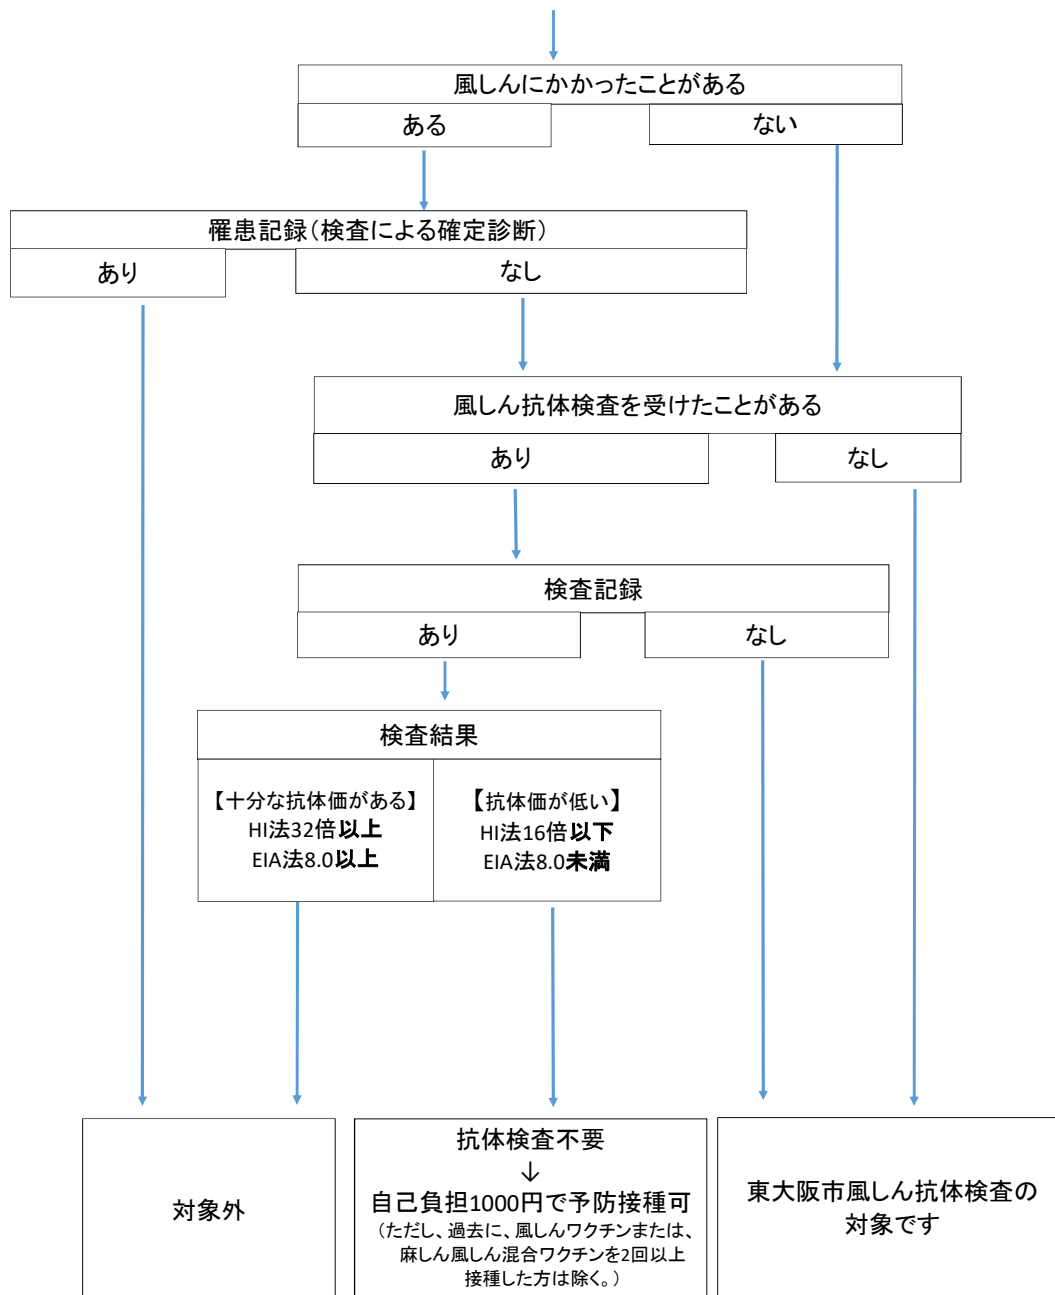 風しんにかかったことがある
ある
ない
罹患記録（検査による確定診断）
あり
なし
風しん抗体検査を受けたことがある
あり
なし
検査記録
あり
なし
検査結果
【十分な抗体価がある】
HI法32倍以上
EIA法8.0以上
【抗体価が低い】
HI法16倍以下
EIA法8.0未満
対象外
抗体検査不要
↓
自己負担1000円で予防接種可
（ただし、過去に、風しんワクチンまたは、
麻しん風しん混合ワクチンを2回以上
接種した方は除く。）
東大阪市風しん抗体検査の
対象です